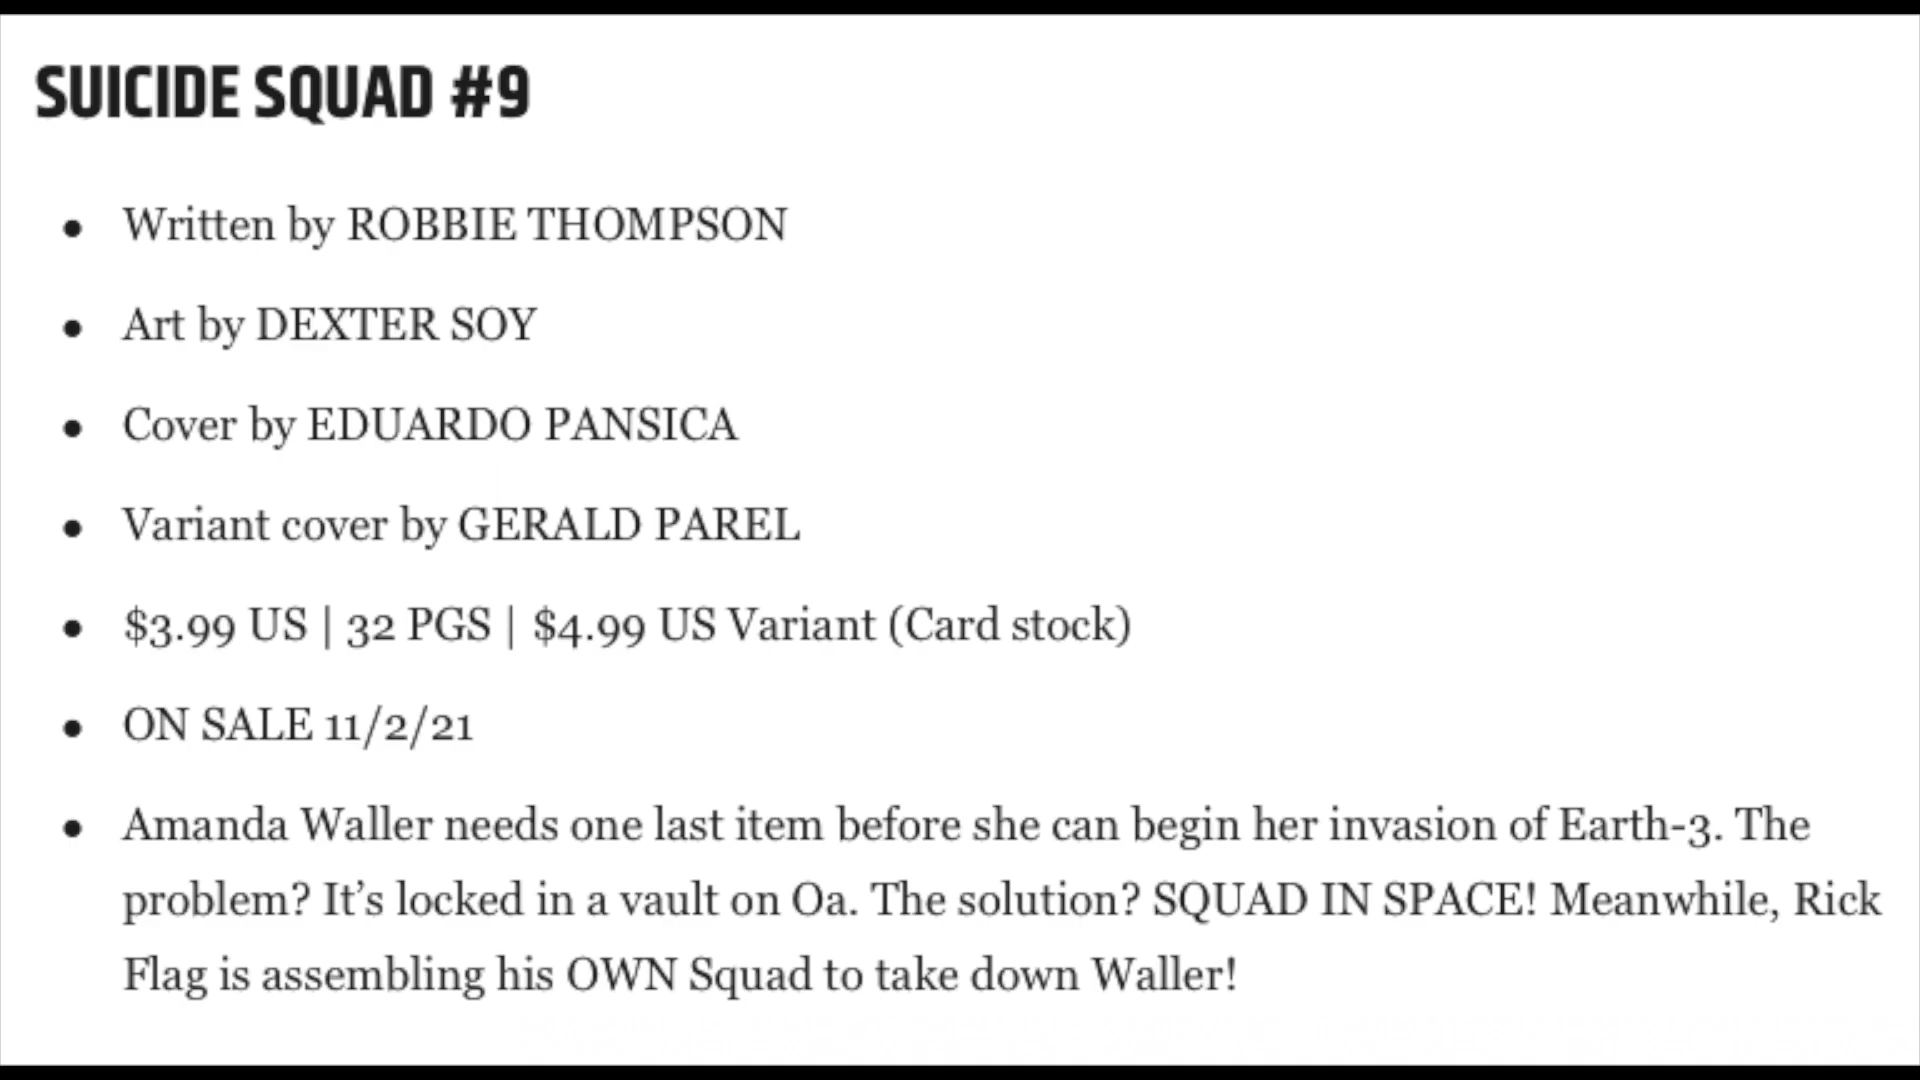 SUICIDE SQUAD #9
• Written by ROBBIE THOMPSON
• Art by DEXTER SOY
• Cover by EDUARDO PANSICA
• Variant cover by GERALD PAREL
• $3.99 US | 32 PGS | $4.99 US Variant (Card stock)
• ON SALE 11/2/21
• Amanda Waller needs one last item before she can begin her invasion of Earth-3. The
problem? It’s locked in a vault on Oa. The solution? SQUAD IN SPACE! Meanwhile, Rick
Flag is assembling his OWN Squad to take down Waller!